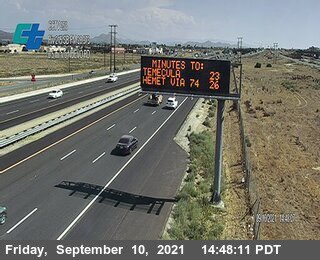 MINUTES TO:
TEMECULA 23
HEMET VIA 74 26
Friday, September 10, 2021 14:48:11 PDT